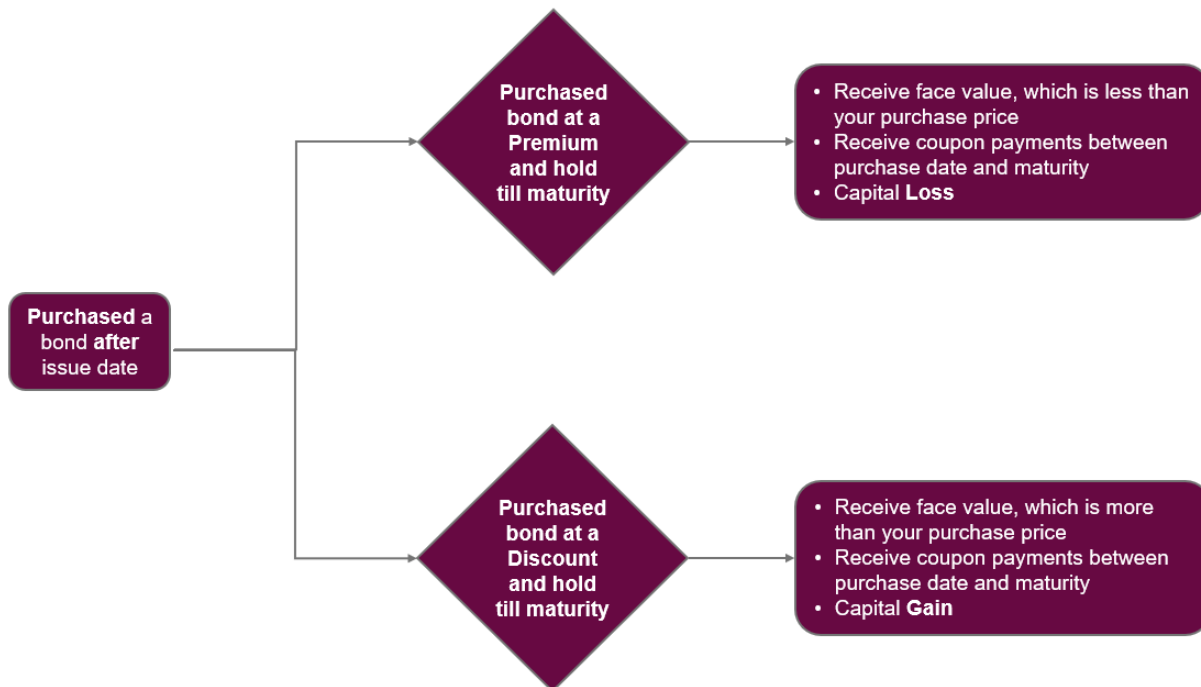 Purchased a
bond after
issue date
Purchased
bond at a
Premium
and hold
till maturity
• Receive face value, which is less than
your purchase price
• Receive coupon payments between
purchase date and maturity
• Capital Loss
Purchased
bond at a
Discount
and hold
till maturity
• Receive face value, which is more
than your purchase price
• Receive coupon payments between
purchase date and maturity
• Capital Gain